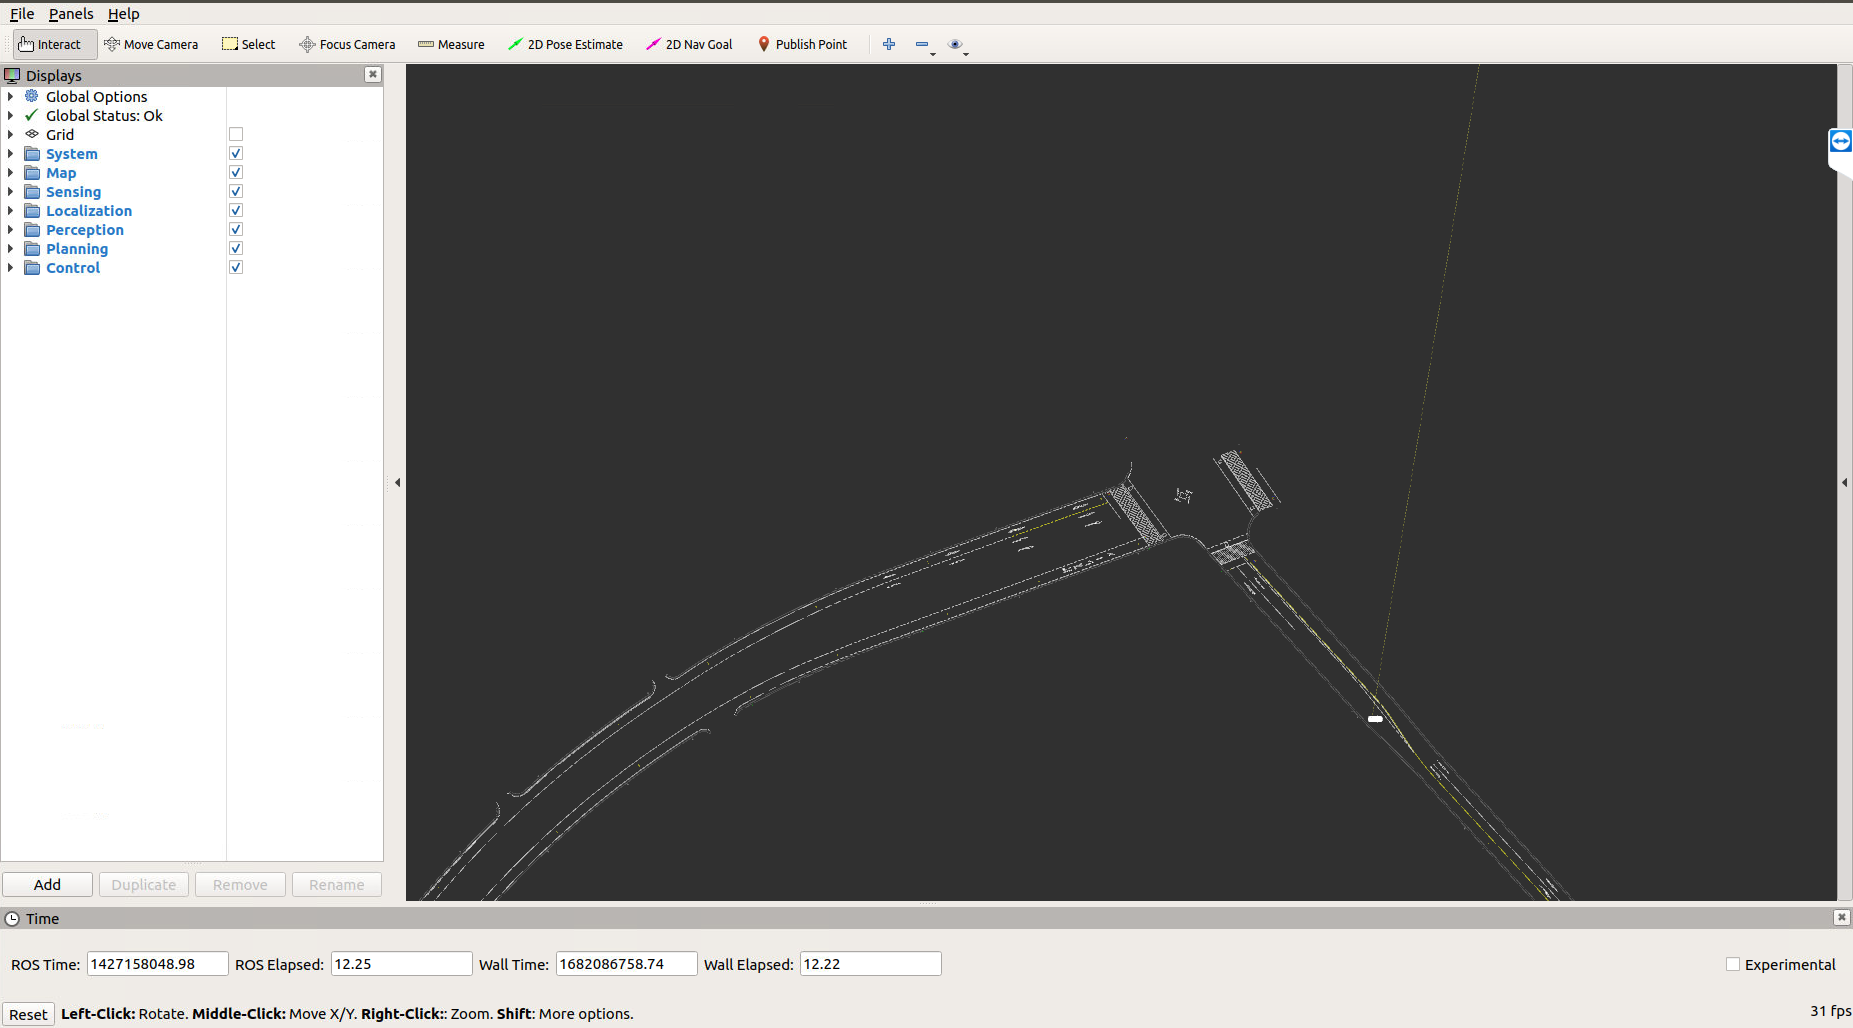 File Panels Help
Interact Move Camera Select Focus Camera Measure 2D Pose Estimate 2D Nav Goal Publish Point
Displays
Global Options
Global Status: Ok
Grid
System
Map
Sensing
Localization
Perception
Planning
Control
Add Duplicate Remove Rename
Time
ROS Time: 1427158048.98 ROS Elapsed: 12.25 Wall Time: 1682086758.74 Wall Elapsed: 12.22 Experimental
Reset Left-Click: Rotate. Middle-Click: Move X/Y. Right-Click:: Zoom. Shift: More options. 31 fps